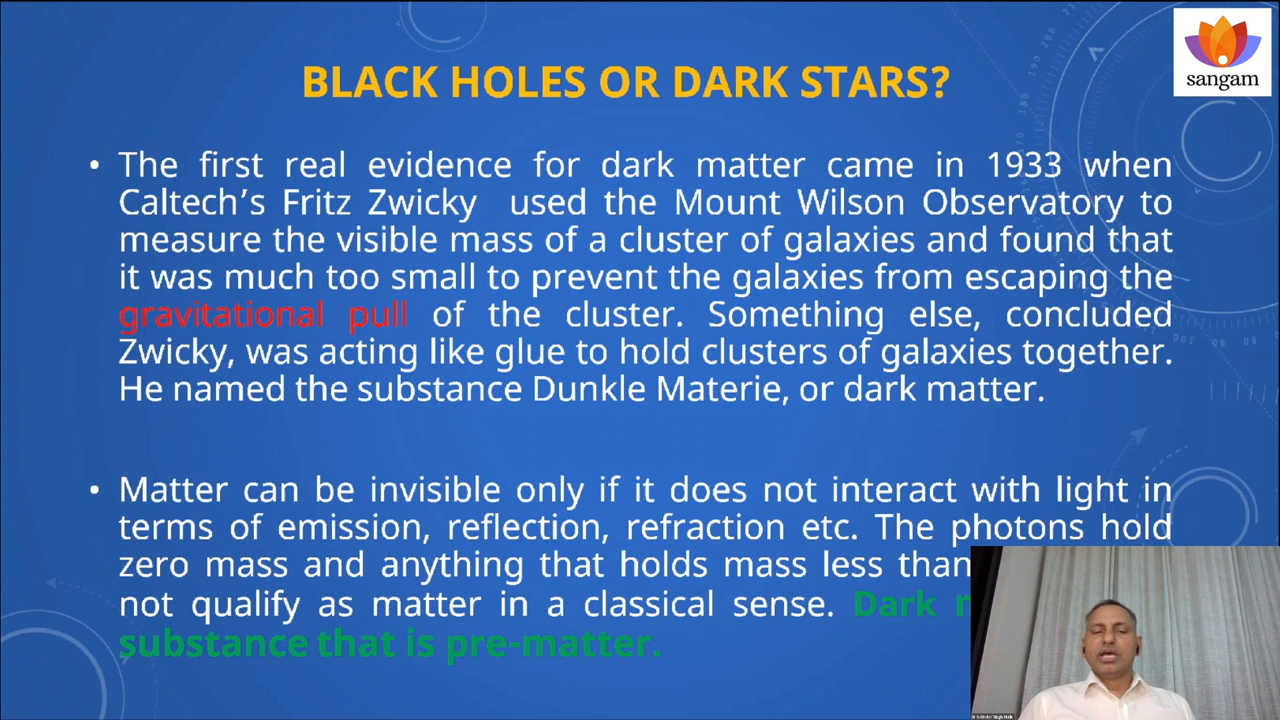 BLACK HOLES OR DARK STARS?
sangam
• The first real evidence for dark matter came in 1933 when
Caltech's Fritz Zwicky used the Mount Wilson Observatory to
measure the visible mass of a cluster of galaxies and found that
it was much too small to prevent the galaxies from escaping the
gravitational pull of the cluster. Something else, concluded
Zwicky, was acting like glue to hold clusters of galaxies together.
He named the substance Dunkle Materie, or dark matter.
• Matter can be invisible only if it does not interact with light in
terms of emission, reflection, refraction etc. The photons hold
zero mass and anything that holds mass less than
not qualify as matter in a classical sense. Dark
substance that is pre-matter.